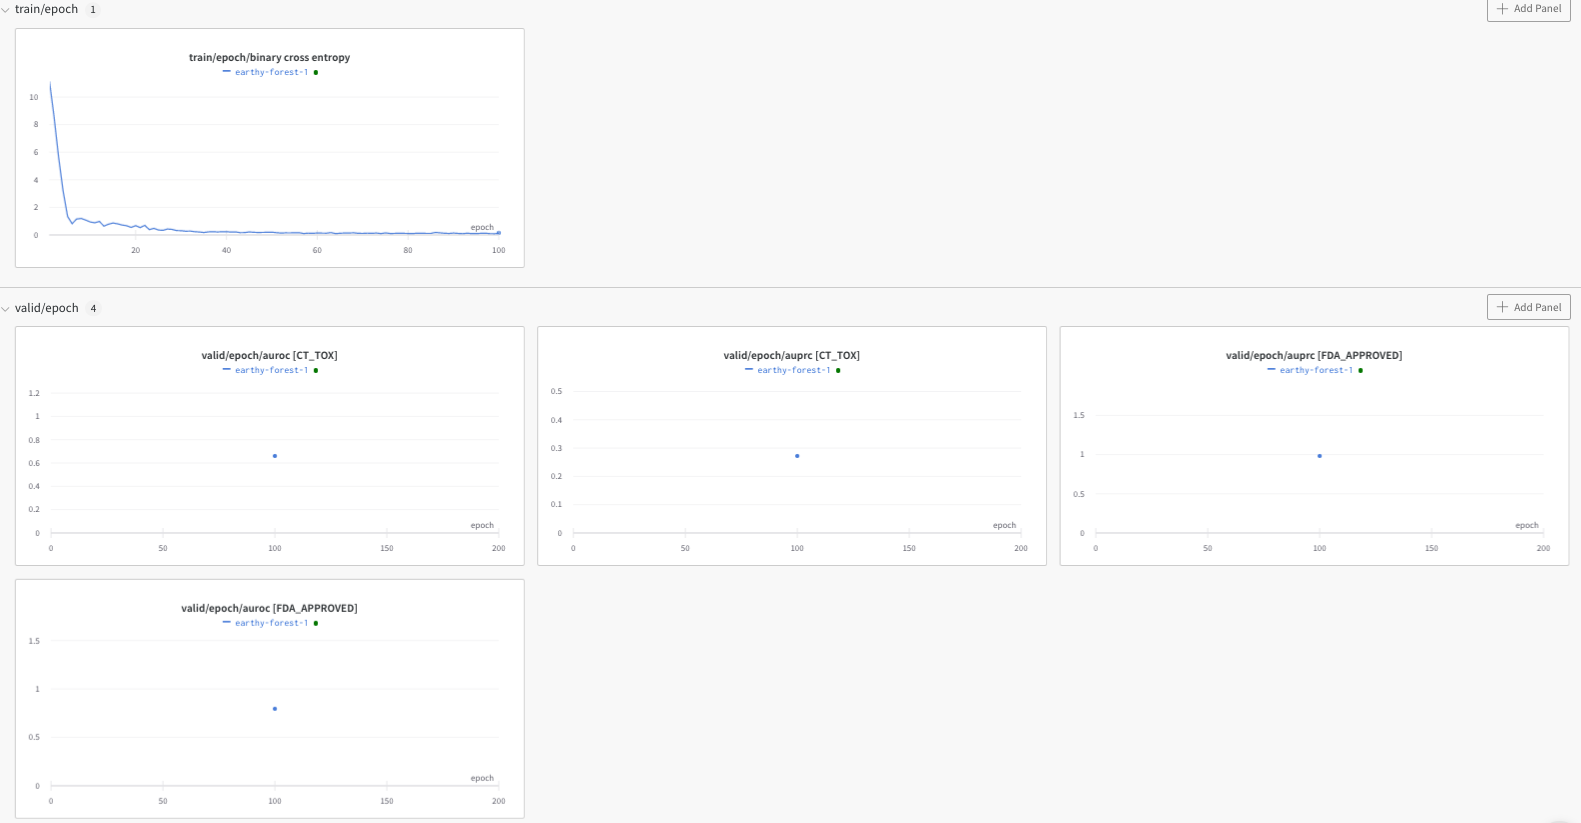 train/epoch 1
Add Panel
train/epoch/binary cross entropy
earthy-forest-1
10
8
6
4
2
0
epoch
20 40 60 80 100
valid/epoch 4
Add Panel
valid/epoch/auroc [CT_TOX]
earthy-forest-1
1.2
1
0.8
0.6
0.4
0.2
0
epoch
0 50 100 150 200
valid/epoch/auprc [CT_TOX]
earthy-forest-1
0.5
0.4
0.3
0.2
0.1
0
epoch
0 50 100 150 200
valid/epoch/auprc [FDA_APPROVED]
earthy-forest-1
1.5
1
0.5
0
epoch
0 50 100 150 200
valid/epoch/auroc [FDA_APPROVED]
earthy-forest-1
1.5
1
0.5
0
epoch
0 50 100 150 200